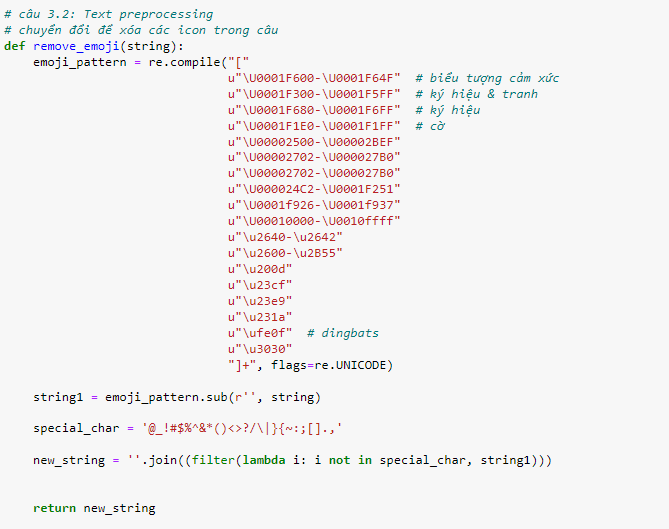 # câu 3.2: Text preprocessing
# chuyển đổi để xóa các icon trong câu
def remove_emoji(string):
    emoji_pattern = re.compile("["
                           u"\U0001F600-\U0001F64F"  # biểu tượng cảm xức
                           u"\U0001F300-\U0001F5FF"  # ký hiệu & tranh
                           u"\U0001F680-\U0001F6FF"  # ký hiệu
                           u"\U0001F1E0-\U0001F1FF"  # cờ
                           u"\U00002500-\U00002BEF"
                           u"\U00002702-\U000027B0"
                           u"\U00002702-\U000027B0"
                           u"\U000024C2-\U0001F251"
                           u"\U0001f926-\U0001f937"
                           u"\U00010000-\U0010ffff"
                           u"\u2640-\u2642"
                           u"\u2600-\u2B55"
                           u"\u200d"
                           u"\u23cf"
                           u"\u23e9"
                           u"\u231a"
                           u"\ufe0f"  # dingbats
                           u"\u3030"
                           "]+", flags=re.UNICODE)
    string1 = emoji_pattern.sub(r'', string)
    special_char = '@_!#$%^&*()<>?/\|}{~:;[].,'
    new_string = ''.join((filter(lambda i: i not in special_char, string1)))
    return new_string